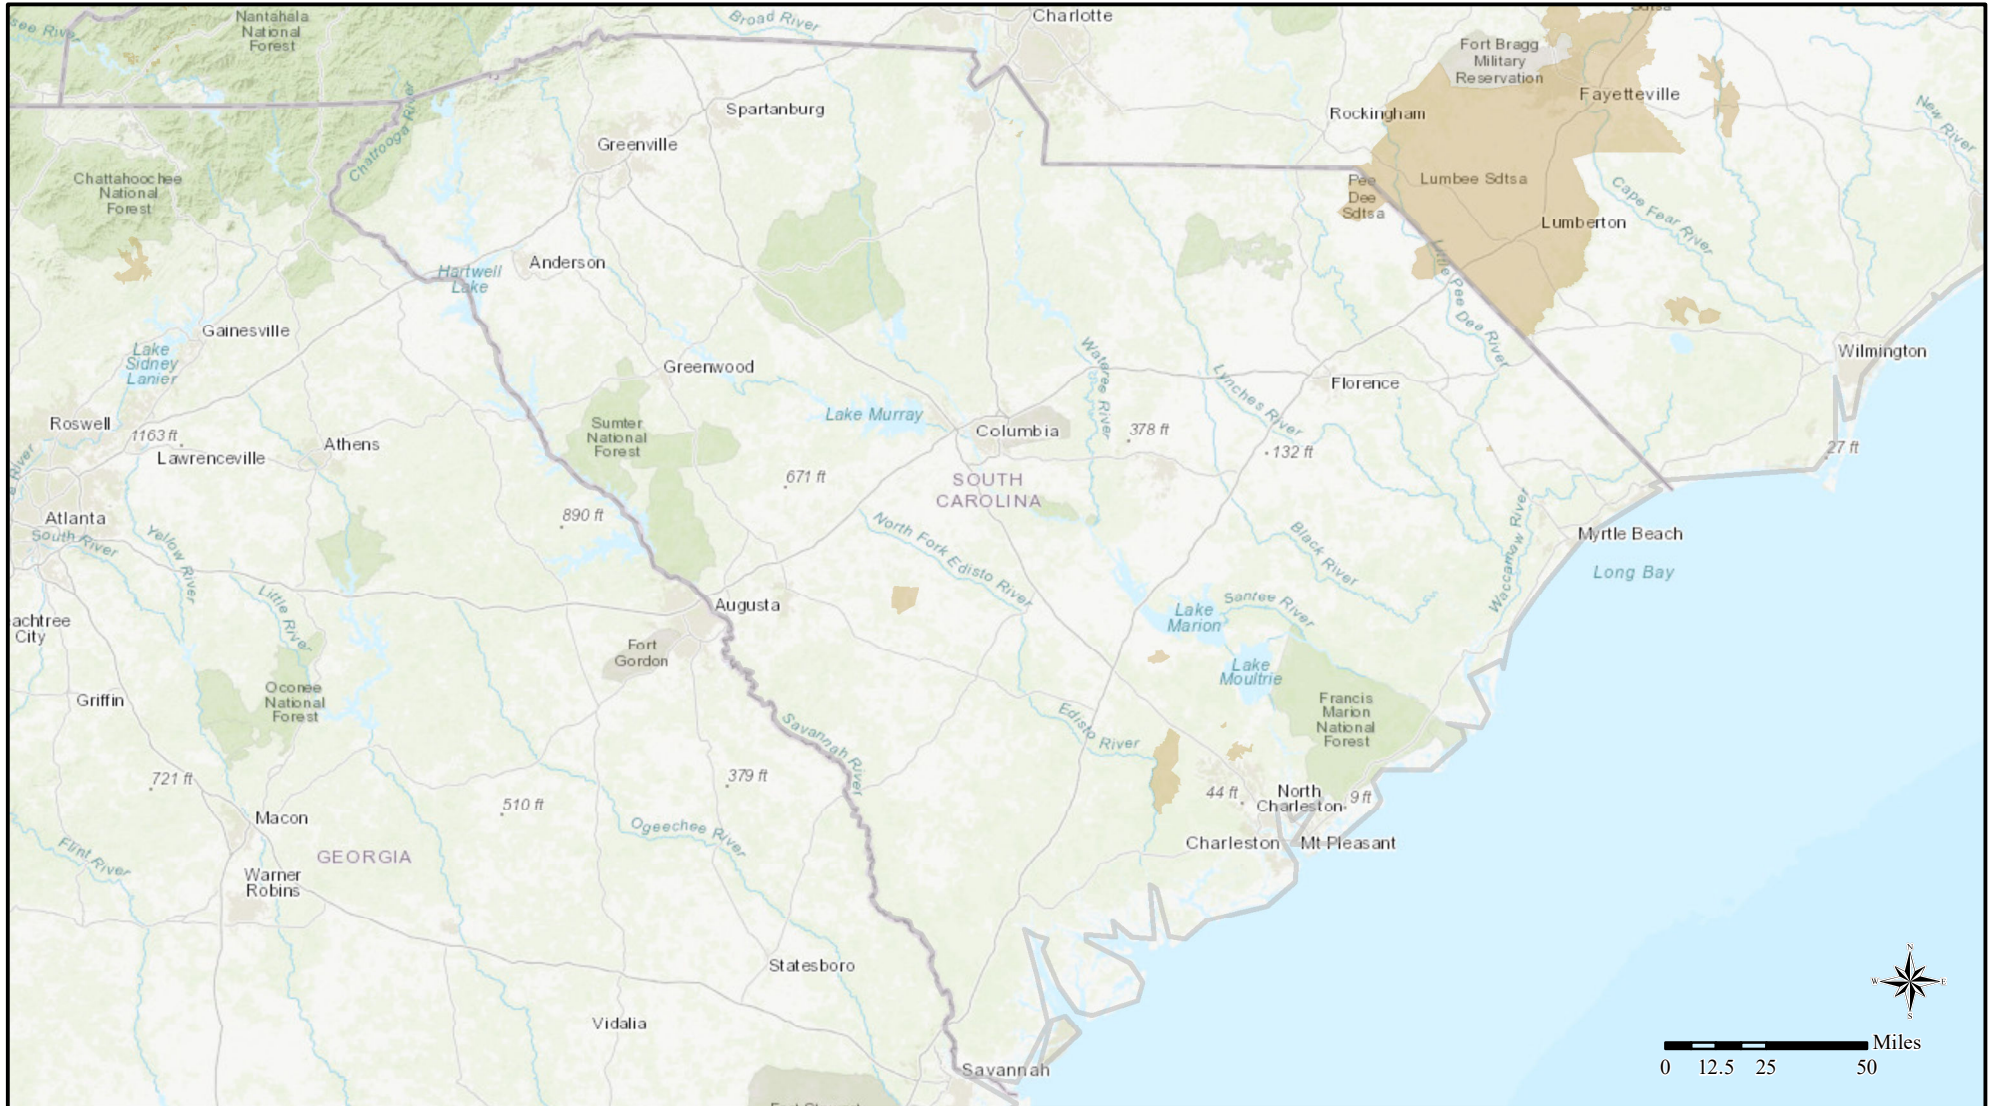 Nantahala
National
Forest
Broad River
Charlotte
Sdtsa
see River
Fort Bragg
Military
Reservation
Fayetteville
New River
Spartanburg
Rockingham
Greenville
Chattooga River
Chattahoochee
National
Forest
Pee
Dee
Sdtsa
Lumbee Sdtsa
Lumberton
Cape Fear River
Hartwell
Lake
Anderson
Little Pee Dee River
Gainesville
Lake
Sidney
Lanier
Greenwood
Wateree River
Lynches River
Florence
Wilmington
Roswell
1163 ft
Lawrenceville
Athens
Sumter
National
Forest
Lake Murray
Columbia
378 ft
132 ft
27 ft
a River
671 ft
SOUTH
CAROLINA
890 ft
Atlanta
South River
Yellow River
North Fork Edisto River
Black River
Waccamaw River
Myrtle Beach
Long Bay
Little River
Augusta
Lake
Marion
Santee River
achtree
City
Fort
Gordon
Lake
Moultrie
Griffin
Oconee
National
Forest
Francis
Marion
National
Forest
Savannah River
Edisto River
721 ft
379 ft
510 ft
44 ft
North
Charleston
9 ft
Macon
Ogeechee River
Charleston
Mt Pleasant
Flint River
GEORGIA
Warner
Robins
Statesboro
Vidalia
Savannah
N
W
E
S
Miles
0 12.5 25 50